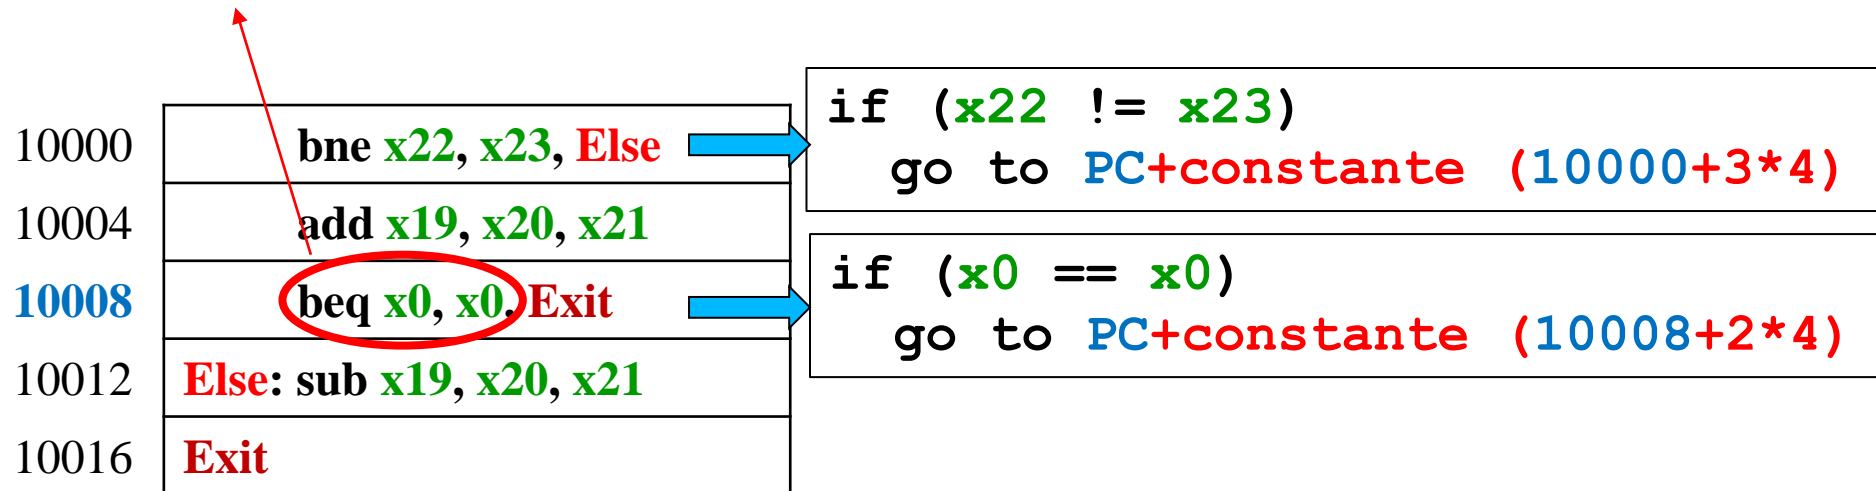 10000 bne x22, x23, Else
10004 add x19, x20, x21
10008 beq x0, x0, Exit
10012 Else: sub x19, x20, x21
10016 Exit
if (x22 != x23)
go to PC+constante (10000+3*4)
if (x0 == x0)
go to PC+constante (10008+2*4)